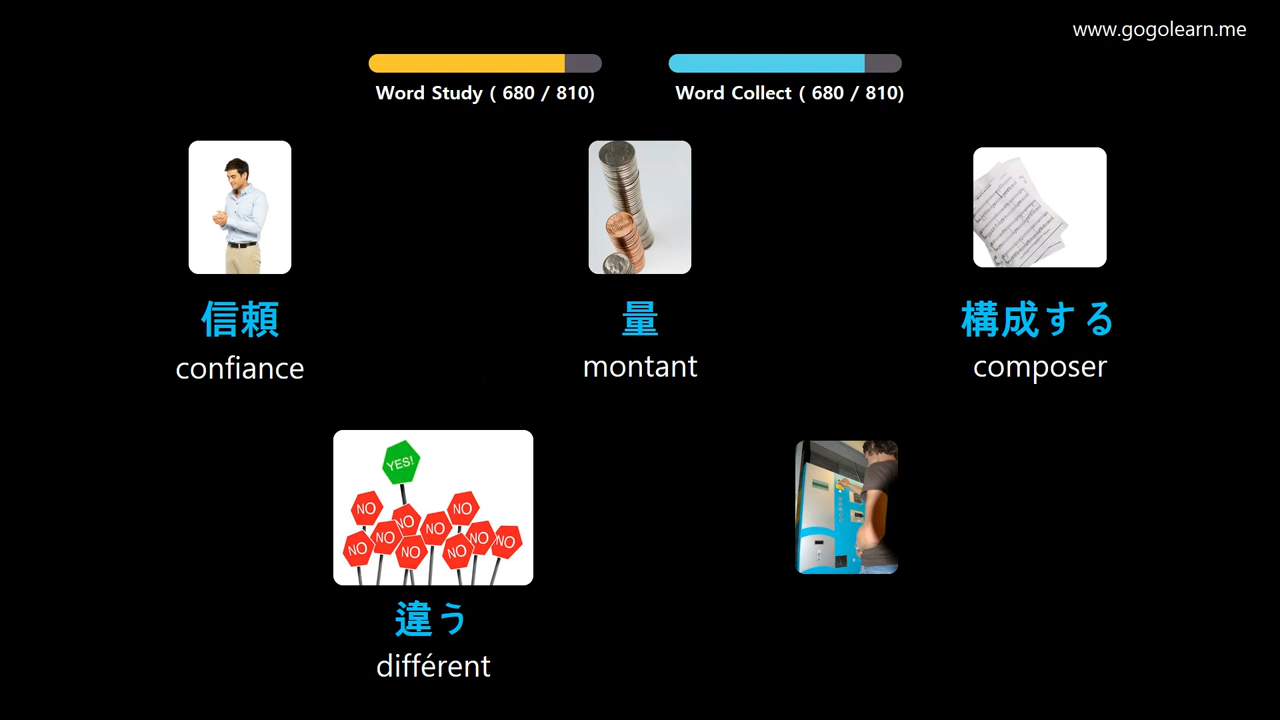 www.gogolearn.me
Word Study ( 680 / 810)
Word Collect ( 680 / 810)
信頼
confiance
量
montant
構成する
composer
YES!
NO
NO
NO
NO
NO
NO
NO
NO
NO
NO
違う
différent